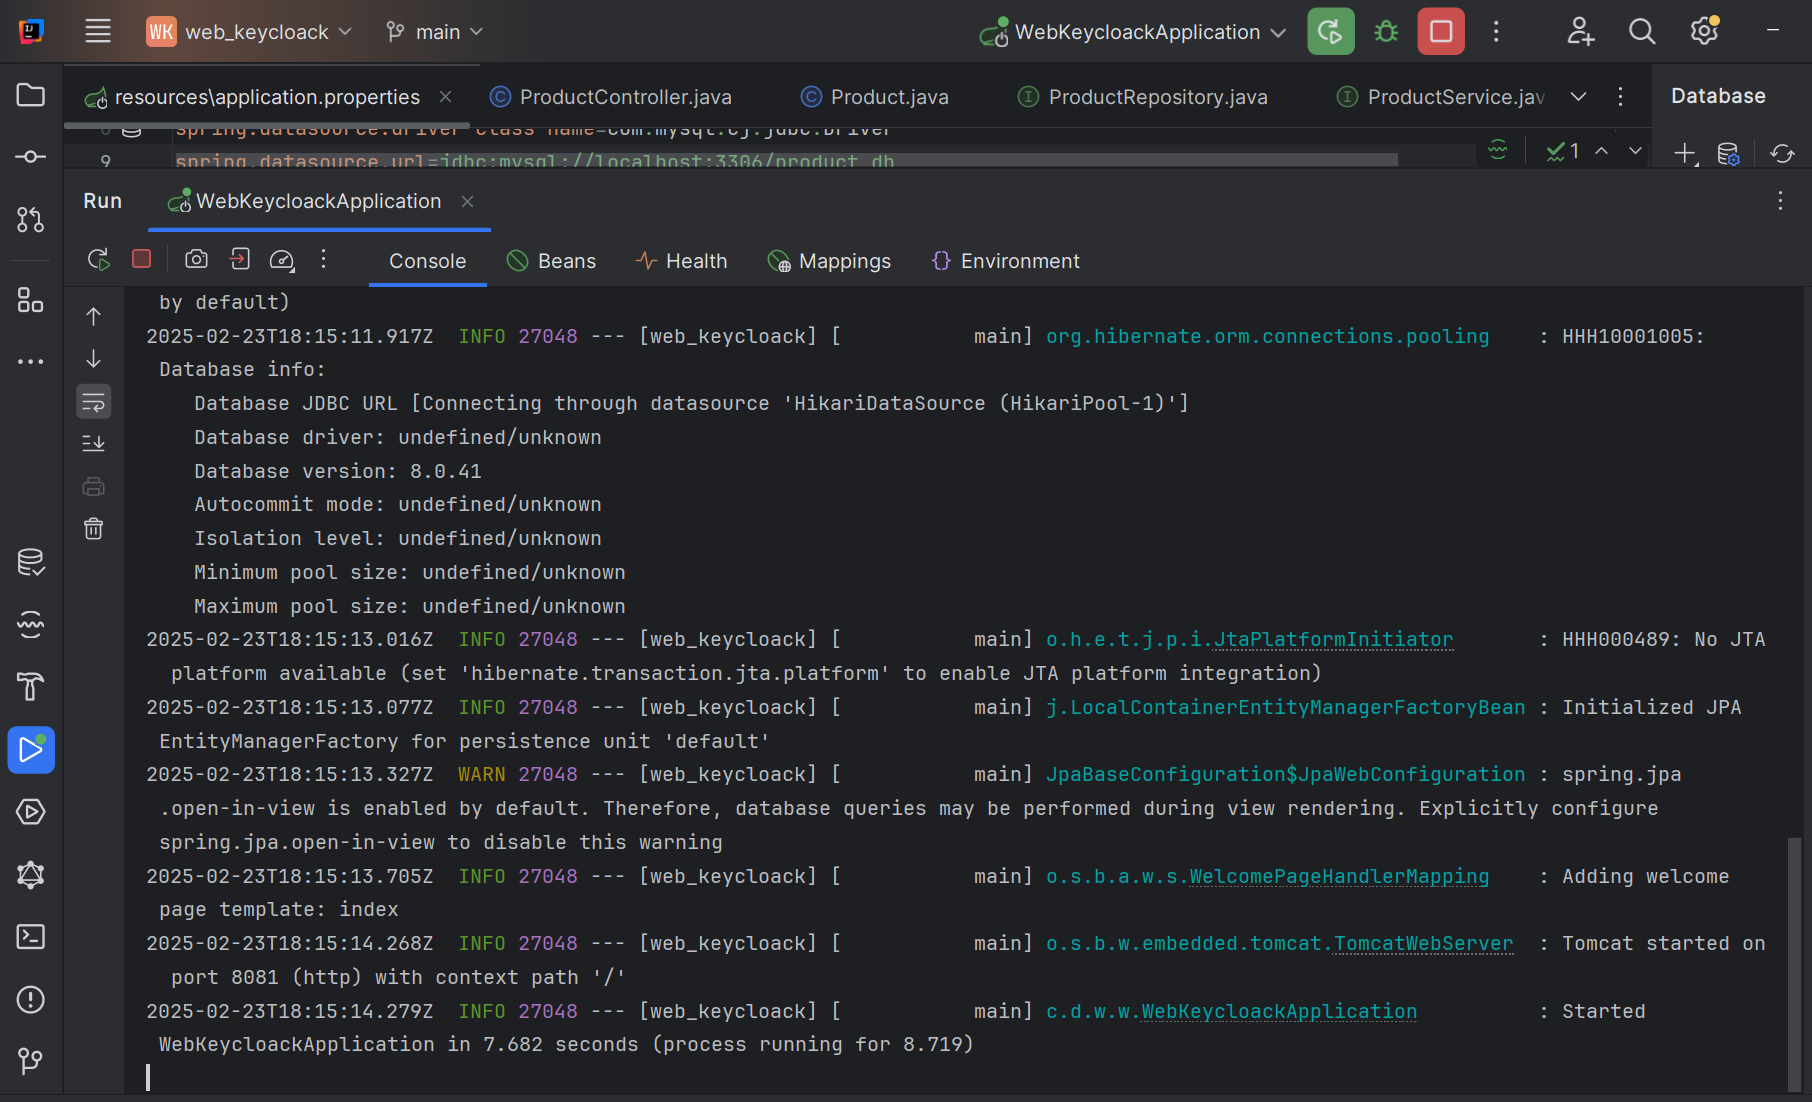 WK web_keycloack main WebKeycloackApplication
resources\application.properties ProductController.java Product.java ProductRepository.java ProductService.jav Database
8 spring.datasource.driver-class-name=com.mysql.cj.jdbc.Driver
9 spring.datasource.url=jdbc:mysql://localhost:3306/product_db 1
Run WebKeycloackApplication
Console Beans Health Mappings Environment
by default)
2025-02-23T18:15:11.917Z  INFO 27048 --- [web_keycloack] [           main] org.hibernate.orm.connections.pooling    : HHH10001005:
Database info:
Database JDBC URL [Connecting through datasource 'HikariDataSource (HikariPool-1)']
Database driver: undefined/unknown
Database version: 8.0.41
Autocommit mode: undefined/unknown
Isolation level: undefined/unknown
Minimum pool size: undefined/unknown
Maximum pool size: undefined/unknown
2025-02-23T18:15:13.016Z  INFO 27048 --- [web_keycloack] [           main] o.h.e.t.j.p.i.JtaPlatformInitiator       : HHH000489: No JTA
platform available (set 'hibernate.transaction.jta.platform' to enable JTA platform integration)
2025-02-23T18:15:13.077Z  INFO 27048 --- [web_keycloack] [           main] j.LocalContainerEntityManagerFactoryBean : Initialized JPA
EntityManagerFactory for persistence unit 'default'
2025-02-23T18:15:13.327Z  WARN 27048 --- [web_keycloack] [           main] JpaBaseConfiguration$JpaWebConfiguration : spring.jpa
.open-in-view is enabled by default. Therefore, database queries may be performed during view rendering. Explicitly configure
spring.jpa.open-in-view to disable this warning
2025-02-23T18:15:13.705Z  INFO 27048 --- [web_keycloack] [           main] o.s.b.a.w.s.WelcomePageHandlerMapping    : Adding welcome
page template: index
2025-02-23T18:15:14.268Z  INFO 27048 --- [web_keycloack] [           main] o.s.b.w.embedded.tomcat.TomcatWebServer  : Tomcat started on
port 8081 (http) with context path '/'
2025-02-23T18:15:14.279Z  INFO 27048 --- [web_keycloack] [           main] c.d.w.w.WebKeycloackApplication          : Started
WebKeycloackApplication in 7.682 seconds (process running for 8.719)